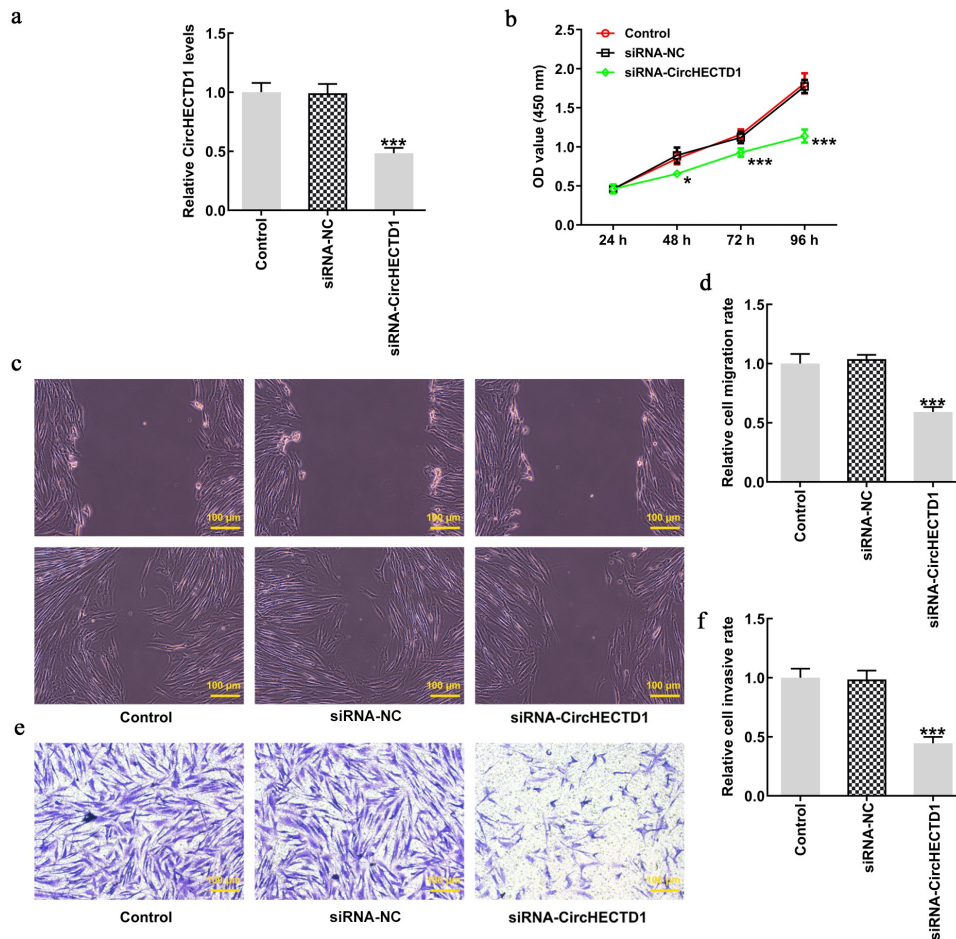 a
Relative CircHECTD1 levels
1.5
1.0
0.5
0.0
***
Control
siRNA-NC
siRNA-CircHECTD1
b
OD value (450 nm)
2.5
2.0
1.5
1.0
0.5
0.0
Control
siRNA-NC
siRNA-CircHECTD1
*
***
***
24 h 48 h 72 h 96 h
c
100 μm 100 μm 100 μm
100 μm 100 μm 100 μm
Control siRNA-NC siRNA-CircHECTD1
d
Relative cell migration rate
1.5
1.0
0.5
0.0
***
Control
siRNA-NC
siRNA-CircHECTD1
e
100 μm 100 μm 100 μm
Control siRNA-NC siRNA-CircHECTD1
f
Relative cell invasive rate
1.5
1.0
0.5
0.0
***
Control
siRNA-NC
siRNA-CircHECTD1